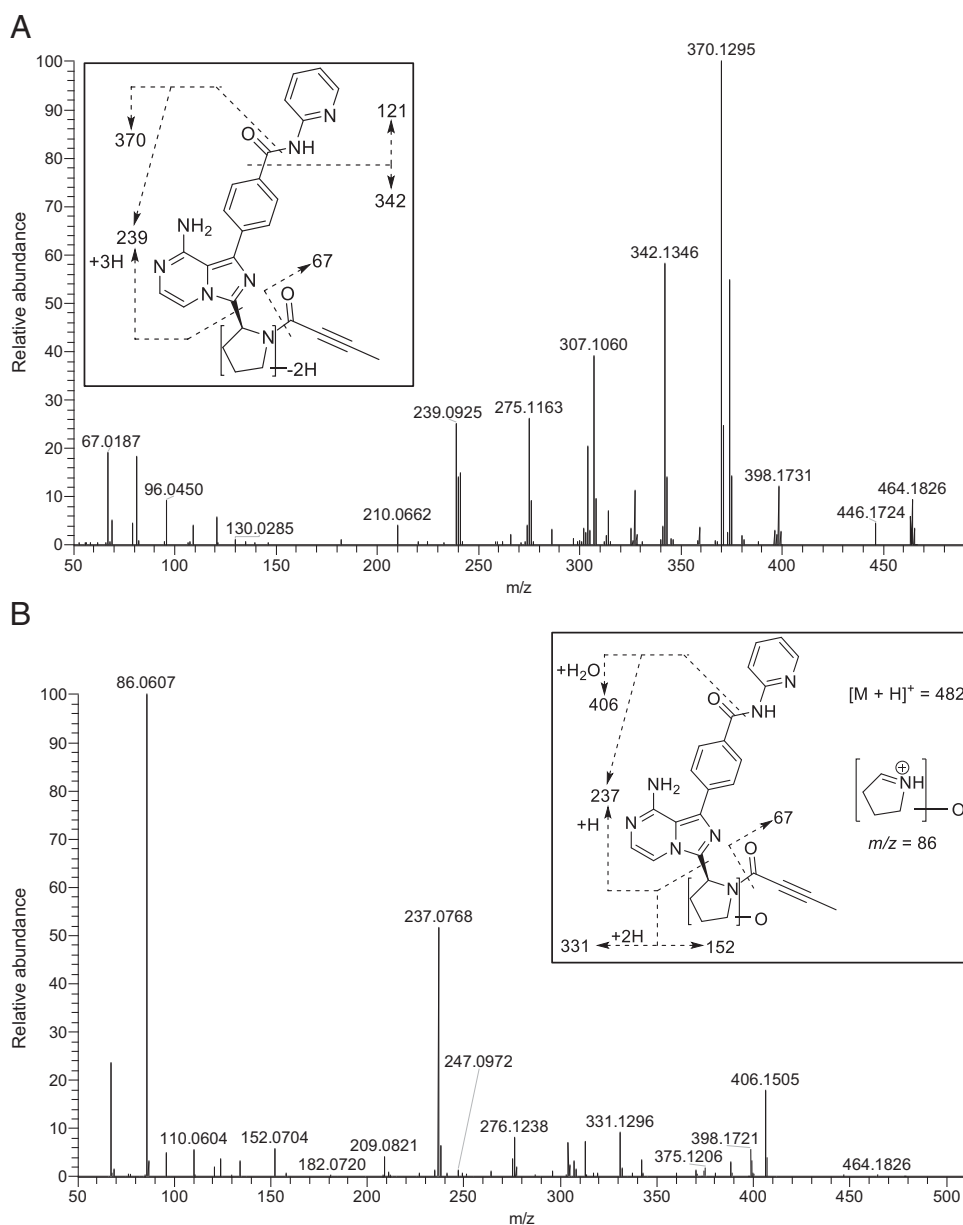 A
Relative abundance
100
90
80
70
60
50
40
30
20
10
0
50
100
150
200
250
300
350
400
450
m/z
370.1295
342.1346
307.1060
275.1163
239.0925
67.0187
96.0450
130.0285
210.0662
398.1731
446.1724
464.1826
370
239
+3H
121
342
67
N
O
NH
NH2
N
N
N
O
N
-2H
B
Relative abundance
100
90
80
70
60
50
40
30
20
10
0
50
100
150
200
250
300
350
400
450
500
m/z
86.0607
237.0768
247.0972
110.0604
152.0704
182.0720
209.0821
276.1238
331.1296
375.1206
398.1721
406.1505
464.1826
+H2O
406
237
+H
331
+2H
152
67
N
O
NH
NH2
N
N
N
O
N
O
[M + H]+ = 482
+
NH
O
m/z = 86